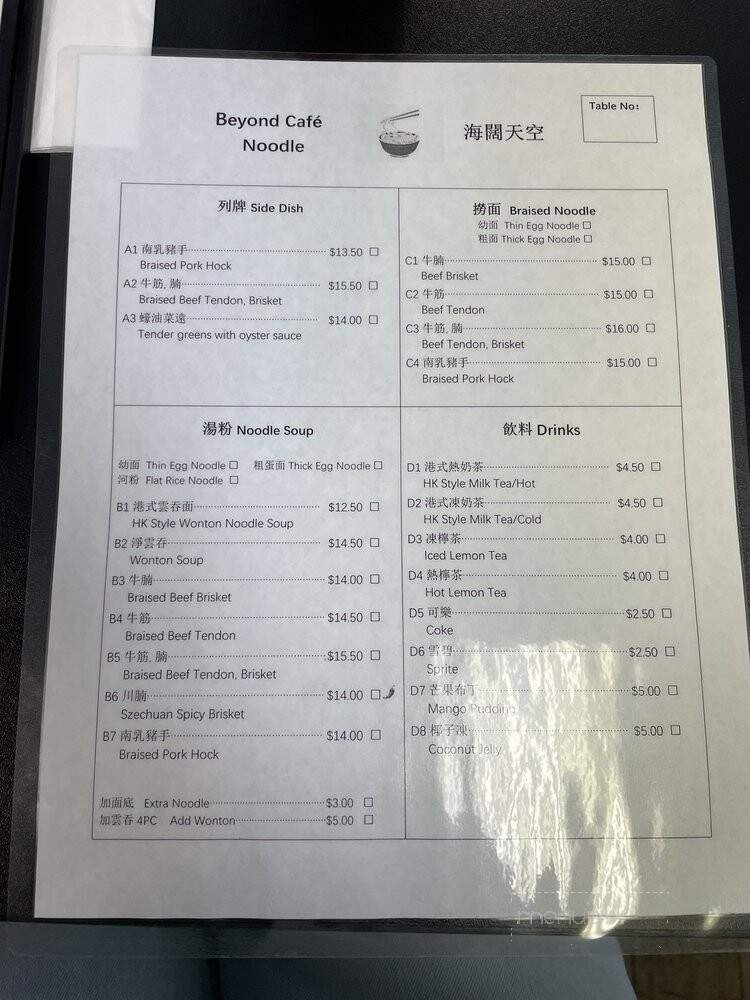 Beyond Café
Noodle
海闊天空
Table No:
列牌 Side Dish
A1 南乳豬手 $13.50 ☐
Braised Pork Hock
A2 牛筋, 腩 $15.50 ☐
Braised Beef Tendon, Brisket
A3 蠔油菜遠 $14.00 ☐
Tender greens with oyster sauce
撈面 Braised Noodle
幼面 Thin Egg Noodle ☐
粗面 Thick Egg Noodle ☐
C1 牛腩 $15.00 ☐
Beef Brisket
C2 牛筋 $15.00 ☐
Beef Tendon
C3 牛筋, 腩 $16.00 ☐
Beef Tendon, Brisket
C4 南乳豬手 $15.00 ☐
Braised Pork Hock
湯粉 Noodle Soup
幼面 Thin Egg Noodle ☐ 粗蛋面 Thick Egg Noodle ☐
河粉 Flat Rice Noodle ☐
B1 港式雲吞面 $12.50 ☐
HK Style Wonton Noodle Soup
B2 淨雲吞 $14.50 ☐
Wonton Soup
B3 牛腩 $14.00 ☐
Braised Beef Brisket
B4 牛筋 $14.50 ☐
Braised Beef Tendon
B5 牛筋, 腩 $15.50 ☐
Braised Beef Tendon, Brisket
B6 川腩 $14.00 ☐
Szechuan Spicy Brisket
B7 南乳豬手 $14.00 ☐
Braised Pork Hock
加面底 Extra Noodle $3.00 ☐
加雲吞 4PC Add Wonton $5.00 ☐
飲料 Drinks
D1 港式熱奶茶 $4.50 ☐
HK Style Milk Tea/Hot
D2 港式凍奶茶 $4.50 ☐
HK Style Milk Tea/Cold
D3 凍檸茶 $4.00 ☐
Iced Lemon Tea
D4 熱檸茶 $4.00 ☐
Hot Lemon Tea
D5 可樂 $2.50 ☐
Coke
D6 雪碧 $2.50 ☐
Sprite
D7 芒果布丁 $5.00 ☐
Mango Pudding
D8 椰子凍 $5.00 ☐
Coconut Jelly